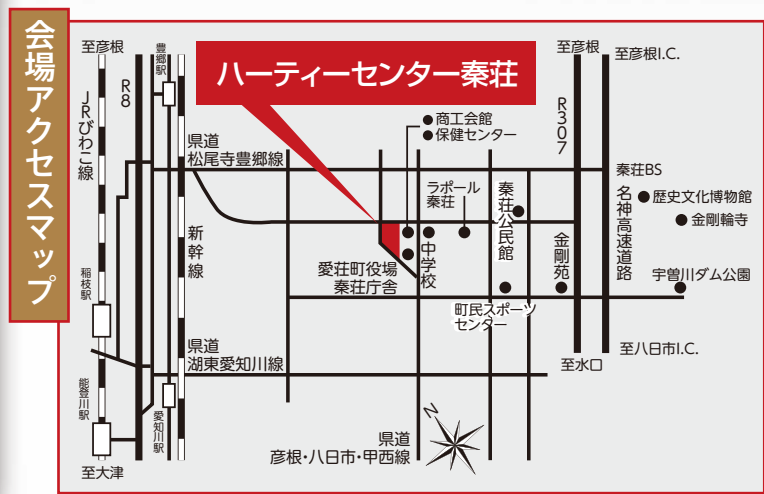 会場アクセスマップ
ハーティーセンター秦荘
至彦根
豊郷駅
至彦根
至彦根I.C.
JRびわこ線
R8
R307
商工会館
保健センター
県道
松尾寺豊郷線
秦荘BS
ラポール
秦荘
秦荘公民館
名神高速道路
歴史文化博物館
金剛輪寺
新幹線
中学校
金剛苑
愛荘町役場
秦荘庁舎
宇曽川ダム公園
稲枝駅
町民スポーツ
センター
県道
湖東愛知川線
至八日市I.C.
至水口
能登川駅
愛知川駅
N
県道
彦根・八日市・甲西線
至大津